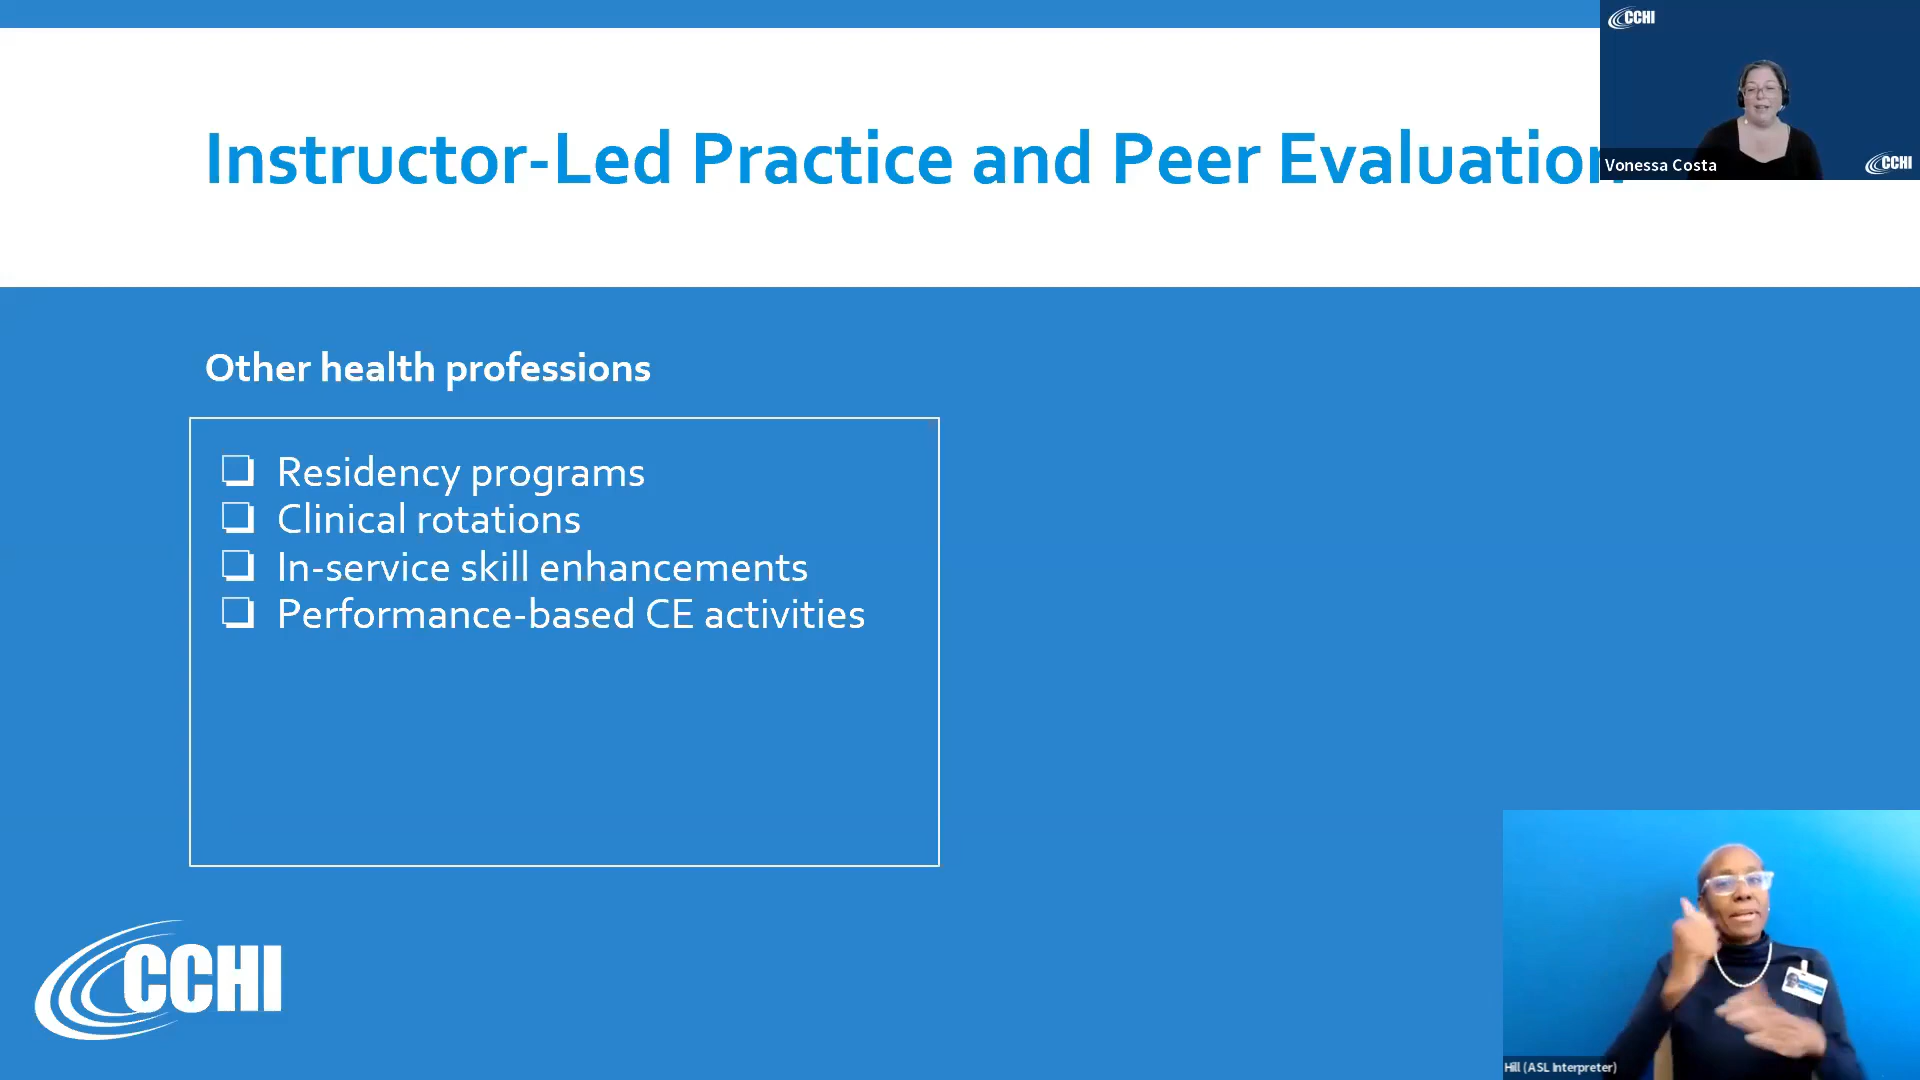 CCHI
Instructor-Led Practice and Peer Evaluation
Vonessa Costa
CCHI
Other health professions
Residency programs
Clinical rotations
In-service skill enhancements
Performance-based CE activities
CCHI
Hill (ASL Interpreter)